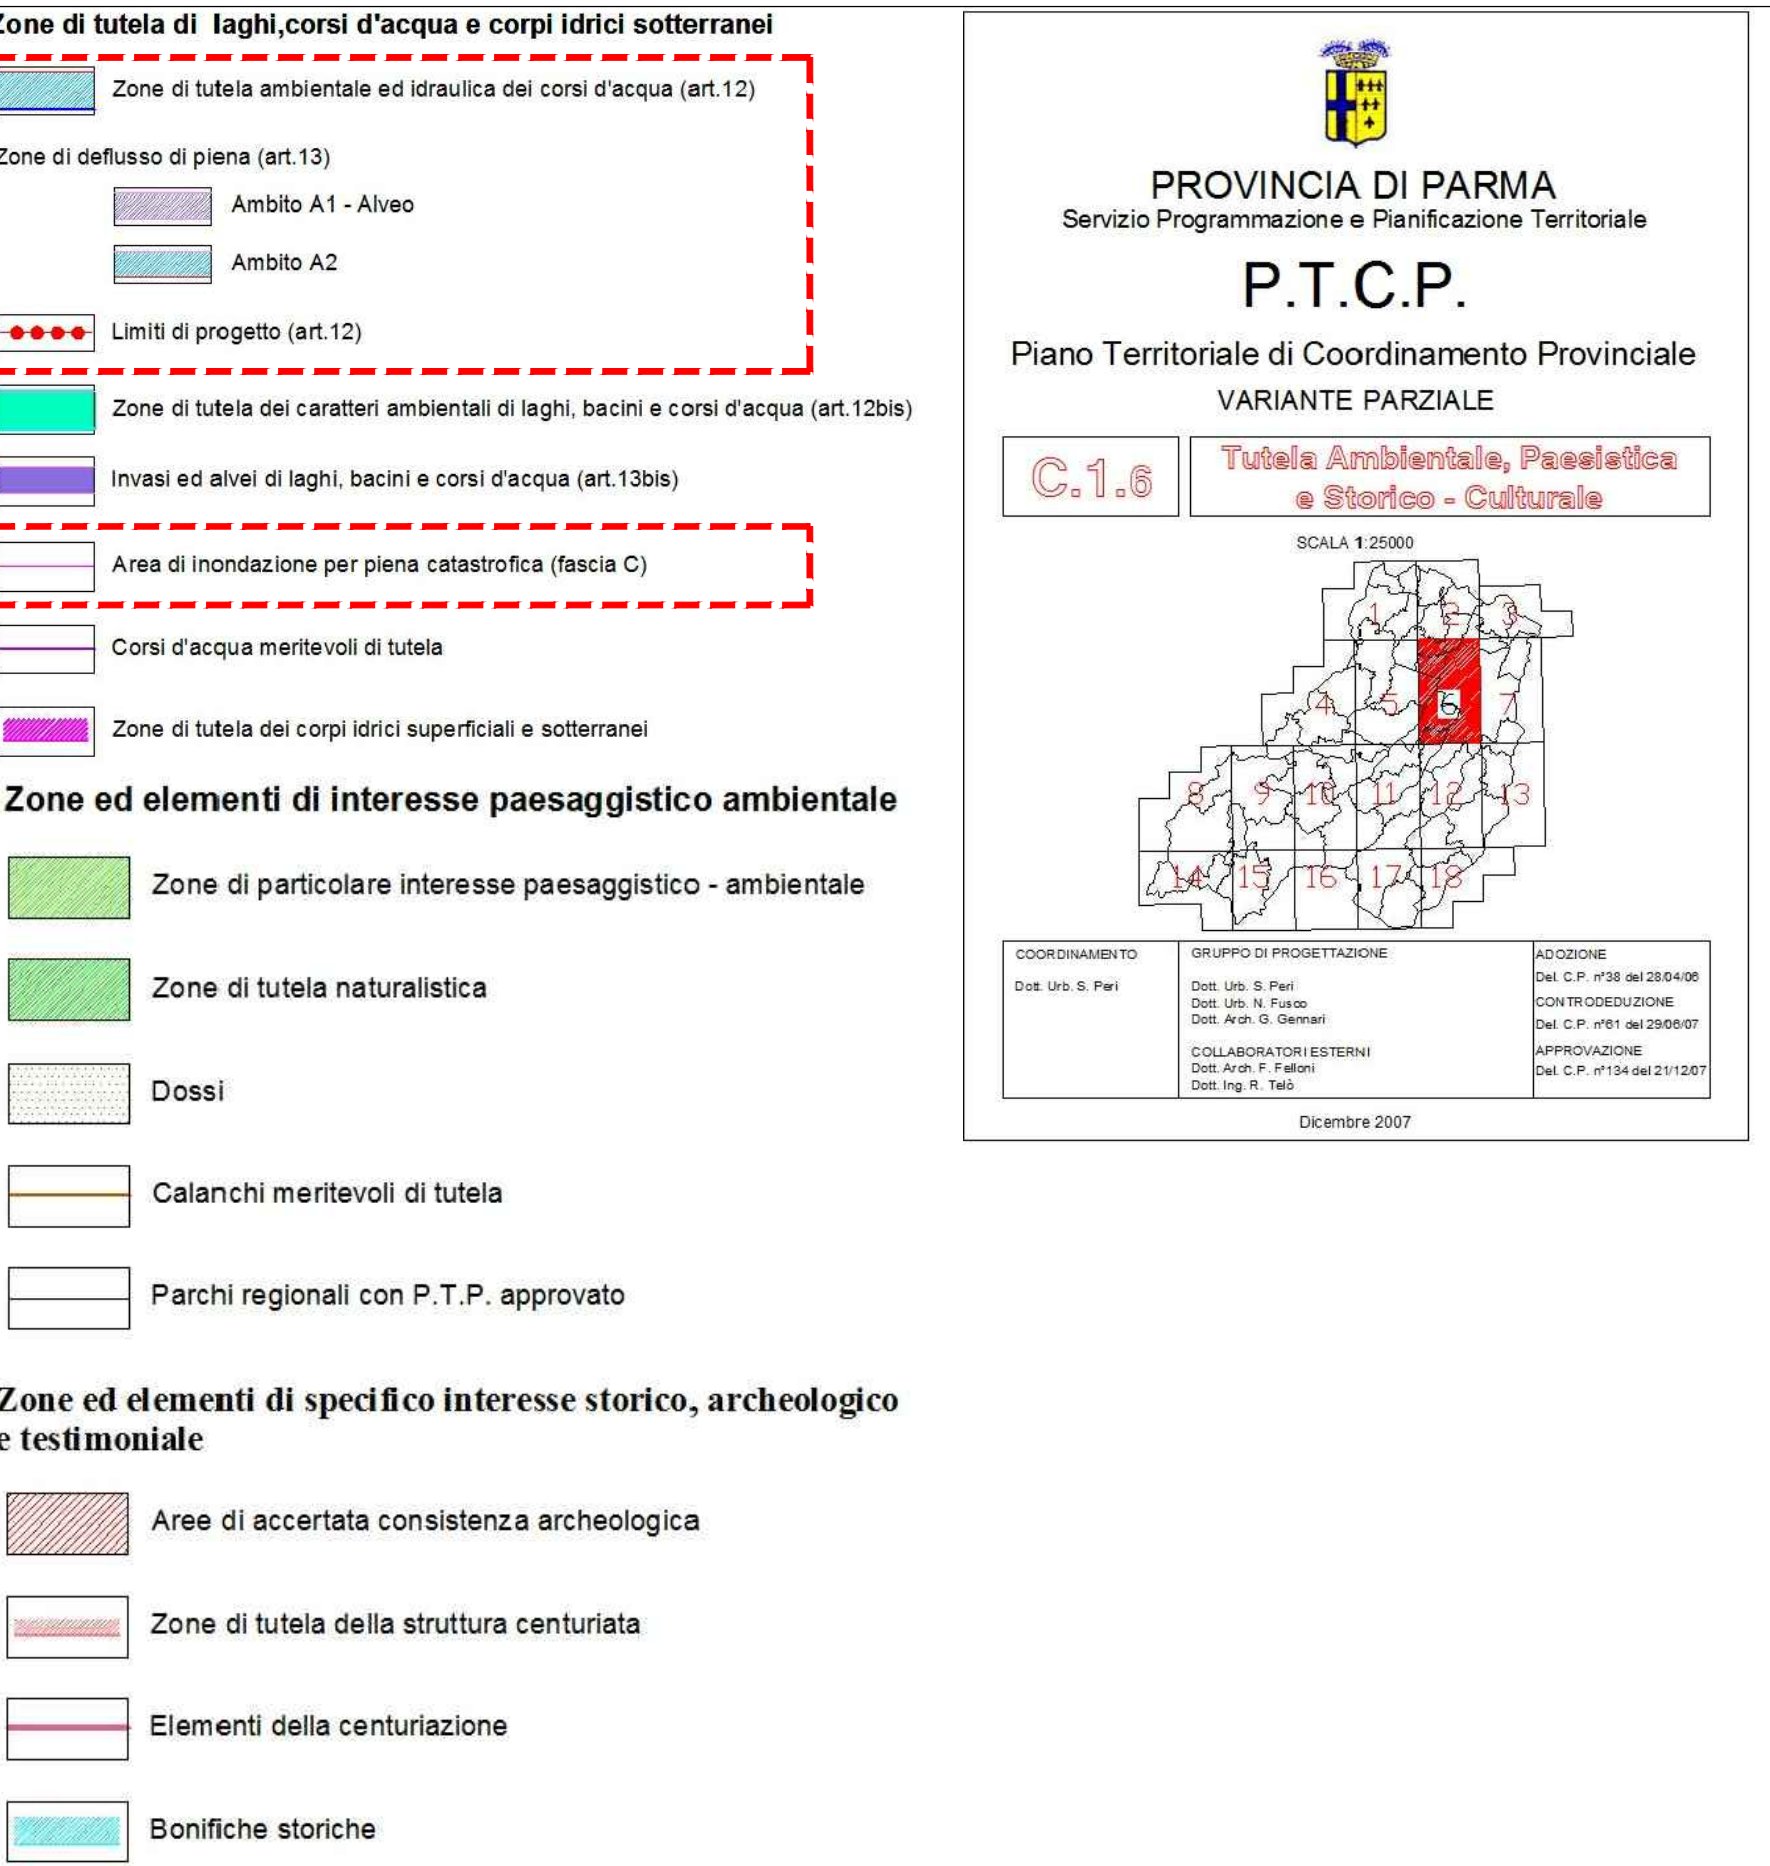 Zone di tutela di laghi,corsi d'acqua e corpi idrici sotterranei
Zone di tutela ambientale ed idraulica dei corsi d'acqua (art.12)
Zone di deflusso di piena (art.13)
Ambito A1 - Alveo
Ambito A2
Limiti di progetto (art.12)
Zone di tutela dei caratteri ambientali di laghi, bacini e corsi d'acqua (art.12bis)
Invasi ed alvei di laghi, bacini e corsi d'acqua (art.13bis)
Area di inondazione per piena catastrofica (fascia C)
Corsi d'acqua meritevoli di tutela
Zone di tutela dei corpi idrici superficiali e sotterranei
Zone ed elementi di interesse paesaggistico ambientale
Zone di particolare interesse paesaggistico - ambientale
Zone di tutela naturalistica
Dossi
Calanchi meritevoli di tutela
Parchi regionali con P.T.P. approvato
Zone ed elementi di specifico interesse storico, archeologico
e testimoniale
Aree di accertata consistenza archeologica
Zone di tutela della struttura centuriata
Elementi della centuriazione
Bonifiche storiche
PROVINCIA DI PARMA
Servizio Programmazione e Pianificazione Territoriale
P.T.C.P.
Piano Territoriale di Coordinamento Provinciale
VARIANTE PARZIALE
C.1.6
Tutela Ambientale, Paesistica
e Storico - Culturale
SCALA 1:25000
1 2 3
4 5 6 7
8 9 10 11 12 13
14 15 16 17 18
COORDINAMENTO
Dott. Urb. S. Peri
GRUPPO DI PROGETTAZIONE
Dott. Urb. S. Peri
Dott. Urb. N. Fusco
Dott. Arch. G. Gennari
COLLABORATORI ESTERNI
Dott. Arch. F. Felloni
Dott. Ing. R. Telò
ADOZIONE
Del. C.P. n°38 del 28/04/06
CONTRODEDUZIONE
Del. C.P. n°61 del 29/06/07
APPROVAZIONE
Del. C.P. n°134 del 21/12/07
Dicembre 2007